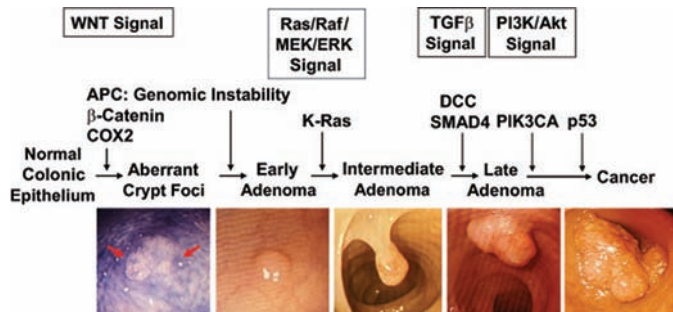 WNT Signal
Ras/Raf/
MEK/ERK
Signal
TGFβ
Signal
PI3K/Akt
Signal
APC: Genomic Instability
β-Catenin
COX2
K-Ras
DCC
SMAD4
PIK3CA
p53
Normal
Colonic
Epithelium
Aberrant
Crypt Foci
Early
Adenoma
Intermediate
Adenoma
Late
Adenoma
Cancer